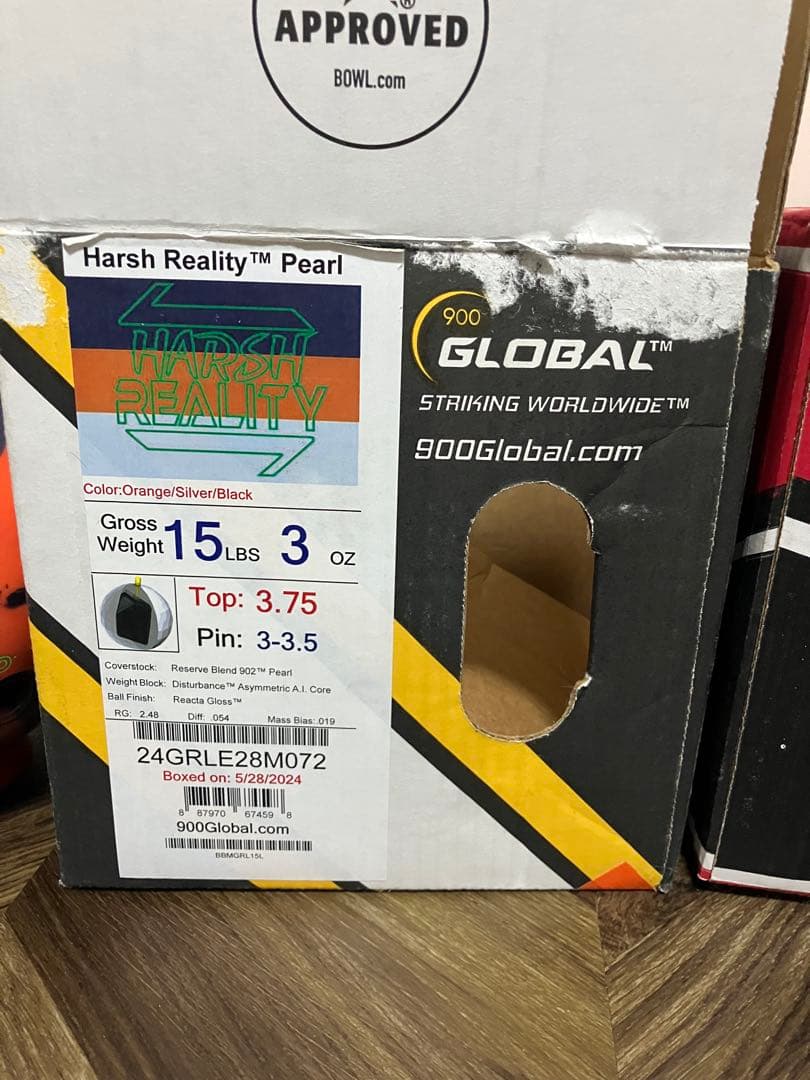 APPROVED
BOWL.com
Harsh Reality™ Pearl
HARSH
REALITY
Color:Orange/Silver/Black
Gross Weight 15 LBS 3 OZ
Top: 3.75
Pin: 3-3.5
Coverstock: Reserve Blend 902™ Pearl
Weight Block: Disturbance™ Asymmetric A.I. Core
Ball Finish: Reacta Gloss™
RG: 2.48 Diff: .054 Mass Bias:.019
24GRLE28M072
Boxed on: 5/28/2024
8 87970 67459 8
900Global.com
BBMGRL15L
900
GLOBAL™
STRIKING WORLDWIDE™
900Global.com